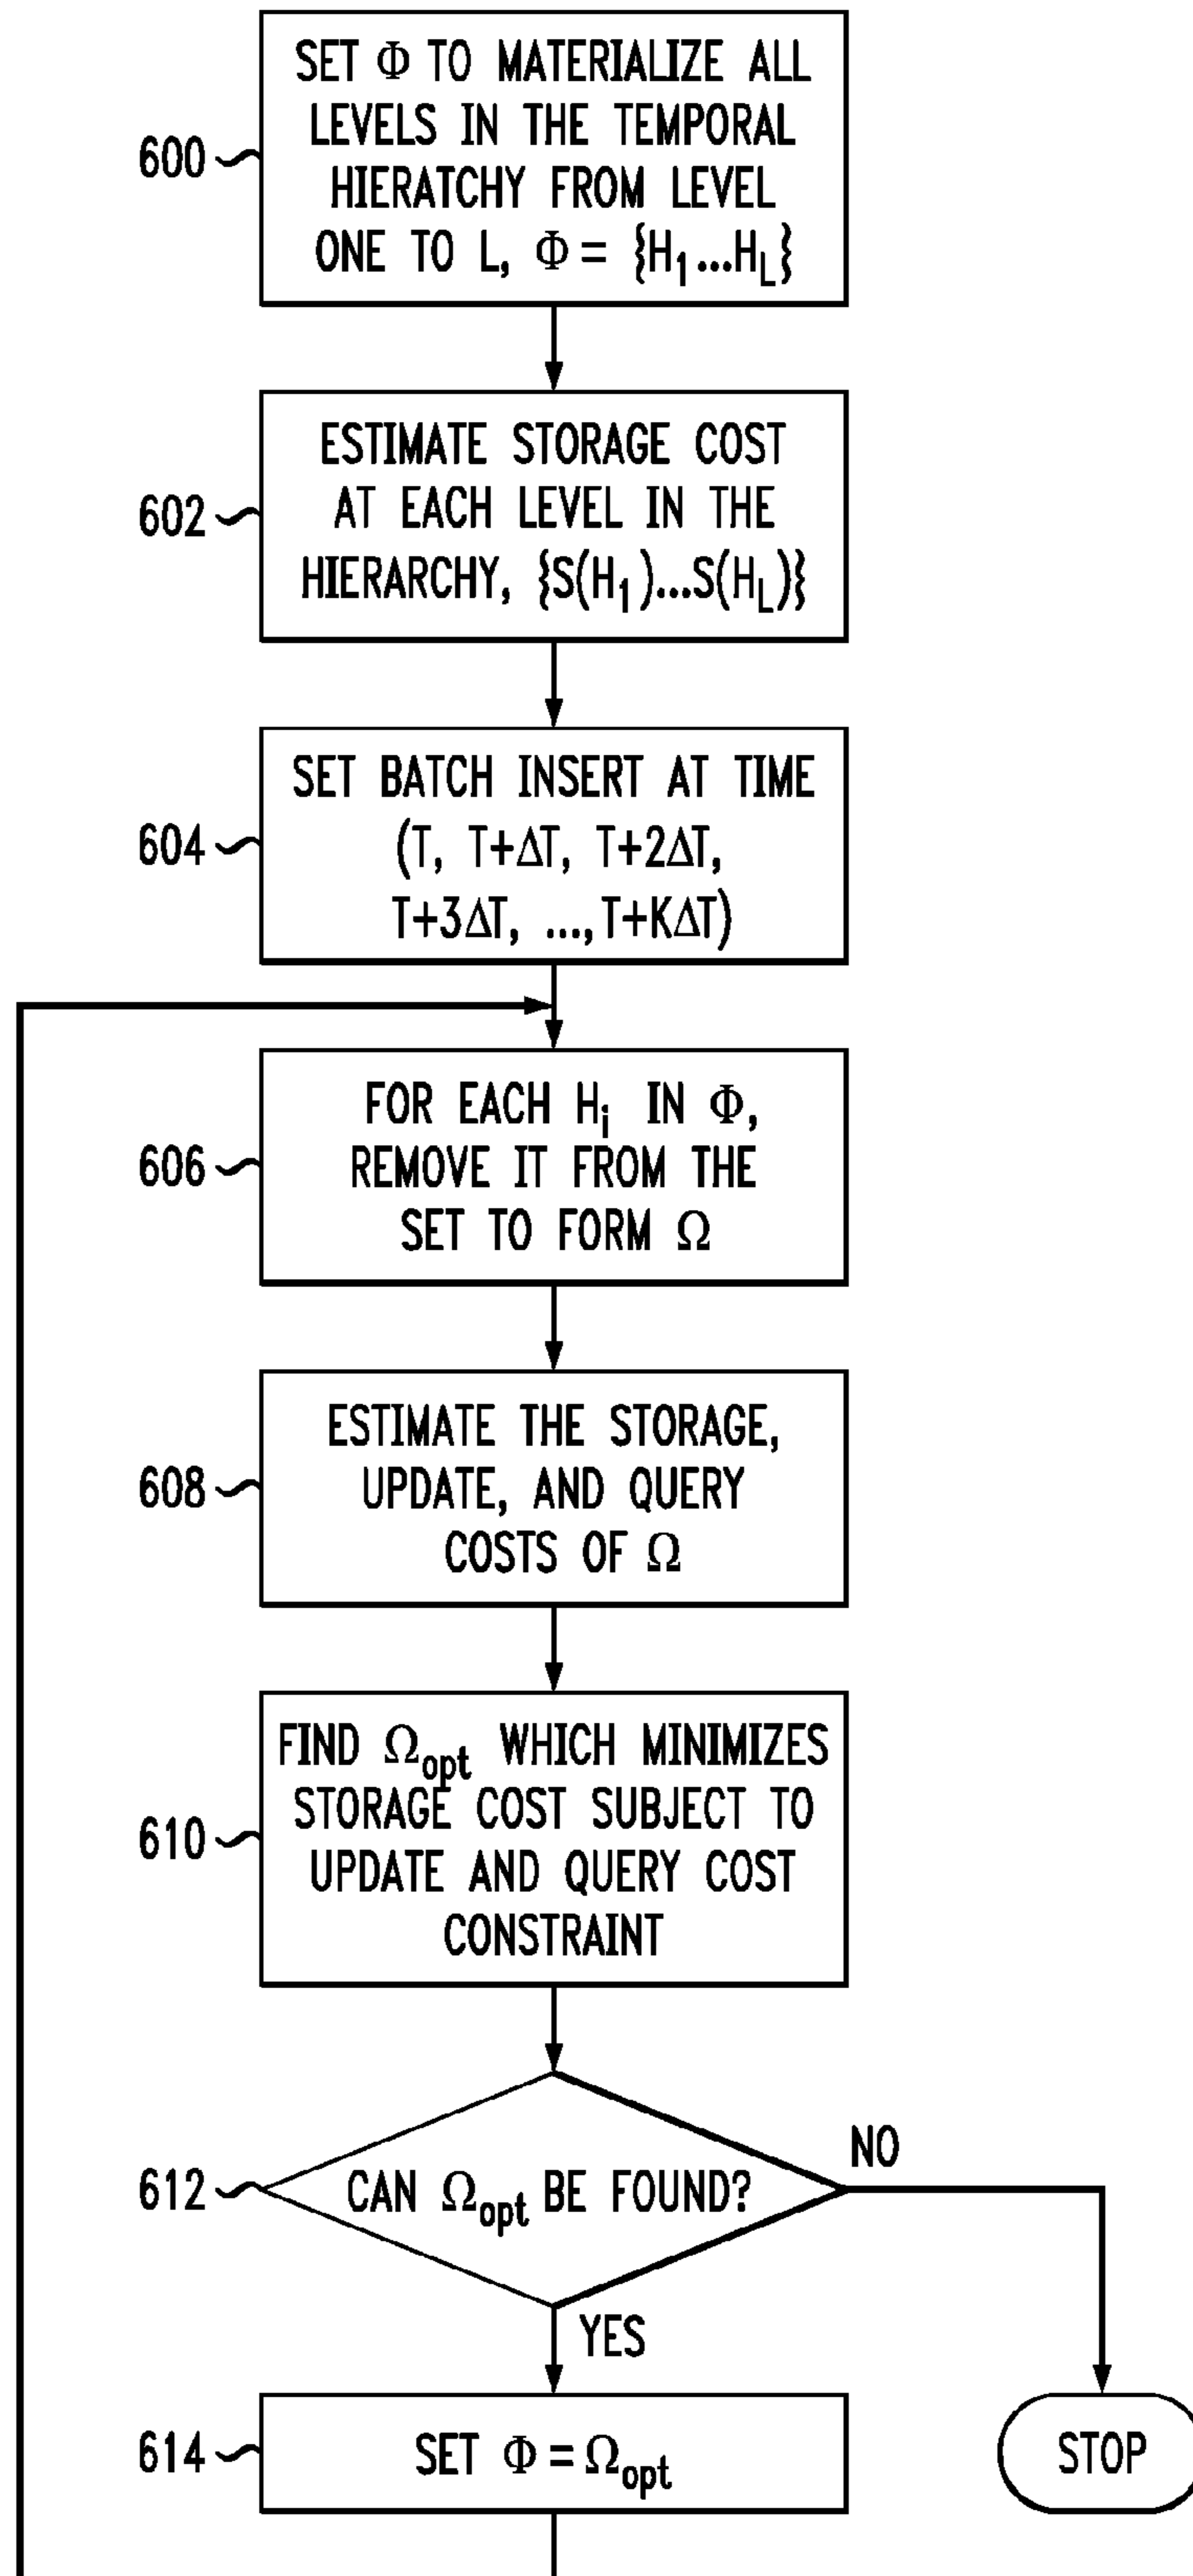 SET Φ TO MATERIALIZE ALL
LEVELS IN THE TEMPORAL
HIERATCHY FROM LEVEL
ONE TO L, Φ = {H1...HL}
600
ESTIMATE STORAGE COST
AT EACH LEVEL IN THE
HIERARCHY, {S(H1)...S(HL)}
602
SET BATCH INSERT AT TIME
(T, T+ΔT, T+2ΔT,
T+3ΔT, ...,T+KΔT)
604
FOR EACH Hi IN Φ,
REMOVE IT FROM THE
SET TO FORM Ω
606
ESTIMATE THE STORAGE,
UPDATE, AND QUERY
COSTS OF Ω
608
FIND Ωopt WHICH MINIMIZES
STORAGE COST SUBJECT TO
UPDATE AND QUERY COST
CONSTRAINT
610
CAN Ωopt BE FOUND?
612
NO
YES
SET Φ = Ωopt
614
STOP